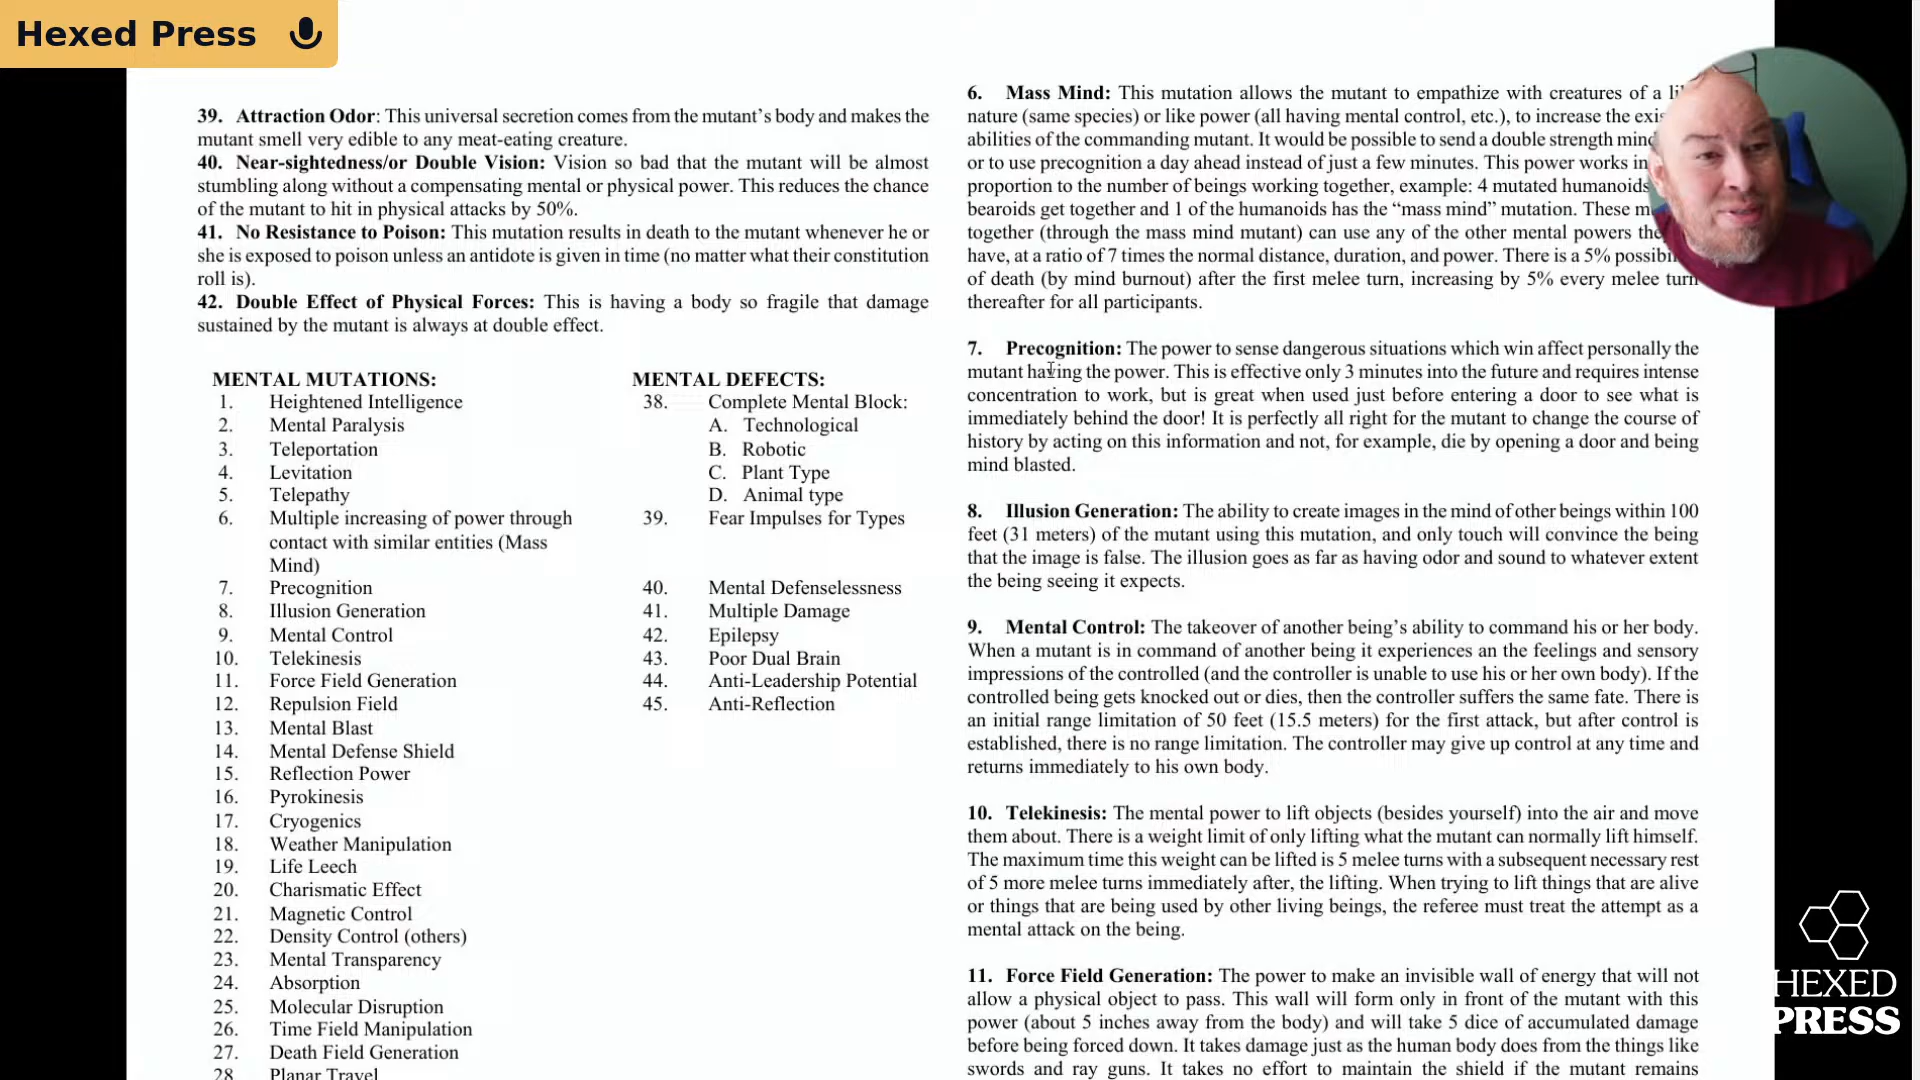 Hexed Press
39. Attraction Odor: This universal secretion comes from the mutant's body and makes the
mutant smell very edible to any meat-eating creature.
40. Near-sightedness/or Double Vision: Vision so bad that the mutant will be almost
stumbling along without a compensating mental or physical power. This reduces the chance
of the mutant to hit in physical attacks by 50%.
41. No Resistance to Poison: This mutation results in death to the mutant whenever he or
she is exposed to poison unless an antidote is given in time (no matter what their constitution
roll is).
42. Double Effect of Physical Forces: This is having a body so fragile that damage
sustained by the mutant is always at double effect.
MENTAL MUTATIONS:
1. Heightened Intelligence
2. Mental Paralysis
3. Teleportation
4. Levitation
5. Telepathy
6. Multiple increasing of power through
contact with similar entities (Mass
Mind)
7. Precognition
8. Illusion Generation
9. Mental Control
10. Telekinesis
11. Force Field Generation
12. Repulsion Field
13. Mental Blast
14. Mental Defense Shield
15. Reflection Power
16. Pyrokinesis
17. Cryogenics
18. Weather Manipulation
19. Life Leech
20. Charismatic Effect
21. Magnetic Control
22. Density Control (others)
23. Mental Transparency
24. Absorption
25. Molecular Disruption
26. Time Field Manipulation
27. Death Field Generation
28. Planar Travel
MENTAL DEFECTS:
38. Complete Mental Block:
A. Technological
B. Robotic
C. Plant Type
D. Animal type
39. Fear Impulses for Types
40. Mental Defenselessness
41. Multiple Damage
42. Epilepsy
43. Poor Dual Brain
44. Anti-Leadership Potential
45. Anti-Reflection
6. Mass Mind: This mutation allows the mutant to empathize with creatures of a
nature (same species) or like power (all having mental control, etc.), to increase the
abilities of the commanding mutant. It would be possible to send a double strength
or to use precognition a day ahead instead of just a few minutes. This power works in
proportion to the number of beings working together, example: 4 mutated humanoids
bearoids get together and 1 of the humanoids has the "mass mind" mutation. These
together (through the mass mind mutant) can use any of the other mental powers
have, at a ratio of 7 times the normal distance, duration, and power. There is a 5%
of death (by mind burnout) after the first melee turn, increasing by 5% every melee turn
thereafter for all participants.
7. Precognition: The power to sense dangerous situations which win affect personally the
mutant having the power. This is effective only 3 minutes into the future and requires intense
concentration to work, but is great when used just before entering a door to see what is
immediately behind the door! It is perfectly all right for the mutant to change the course of
history by acting on this information and not, for example, die by opening a door and being
mind blasted.
8. Illusion Generation: The ability to create images in the mind of other beings within 100
feet (31 meters) of the mutant using this mutation, and only touch will convince the being
that the image is false. The illusion goes as far as having odor and sound to whatever extent
the being seeing it expects.
9. Mental Control: The takeover of another being's ability to command his or her body.
When a mutant is in command of another being it experiences an the feelings and sensory
impressions of the controlled (and the controller is unable to use his or her own body). If the
controlled being gets knocked out or dies, then the controller suffers the same fate. There is
an initial range limitation of 50 feet (15.5 meters) for the first attack, but after control is
established, there is no range limitation. The controller may give up control at any time and
returns immediately to his own body.
10. Telekinesis: The mental power to lift objects (besides yourself) into the air and move
them about. There is a weight limit of only lifting what the mutant can normally lift himself.
The maximum time this weight can be lifted is 5 melee turns with a subsequent necessary rest
of 5 more melee turns immediately after, the lifting. When trying to lift things that are alive
or things that are being used by other living beings, the referee must treat the attempt as a
mental attack on the being.
11. Force Field Generation: The power to make an invisible wall of energy that will not
allow a physical object to pass. This wall will form only in front of the mutant with this
power (about 5 inches away from the body) and will take 5 dice of accumulated damage
before being forced down. It takes damage just as the human body does from the things like
swords and ray guns. It takes no effort to maintain the shield if the mutant remains
HEXED
PRESS